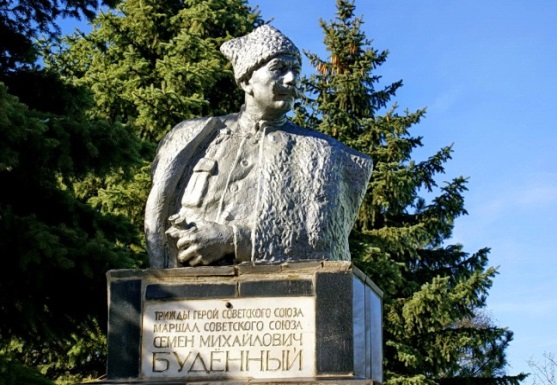 ТРИЖДЫ ГЕРОЙ СОВЕТСКОГО СОЮЗА
МАРШАЛ СОВЕТСКОГО СОЮЗА
СЕМЕН МИХАЙЛОВИЧ
БУДЁННЫЙ